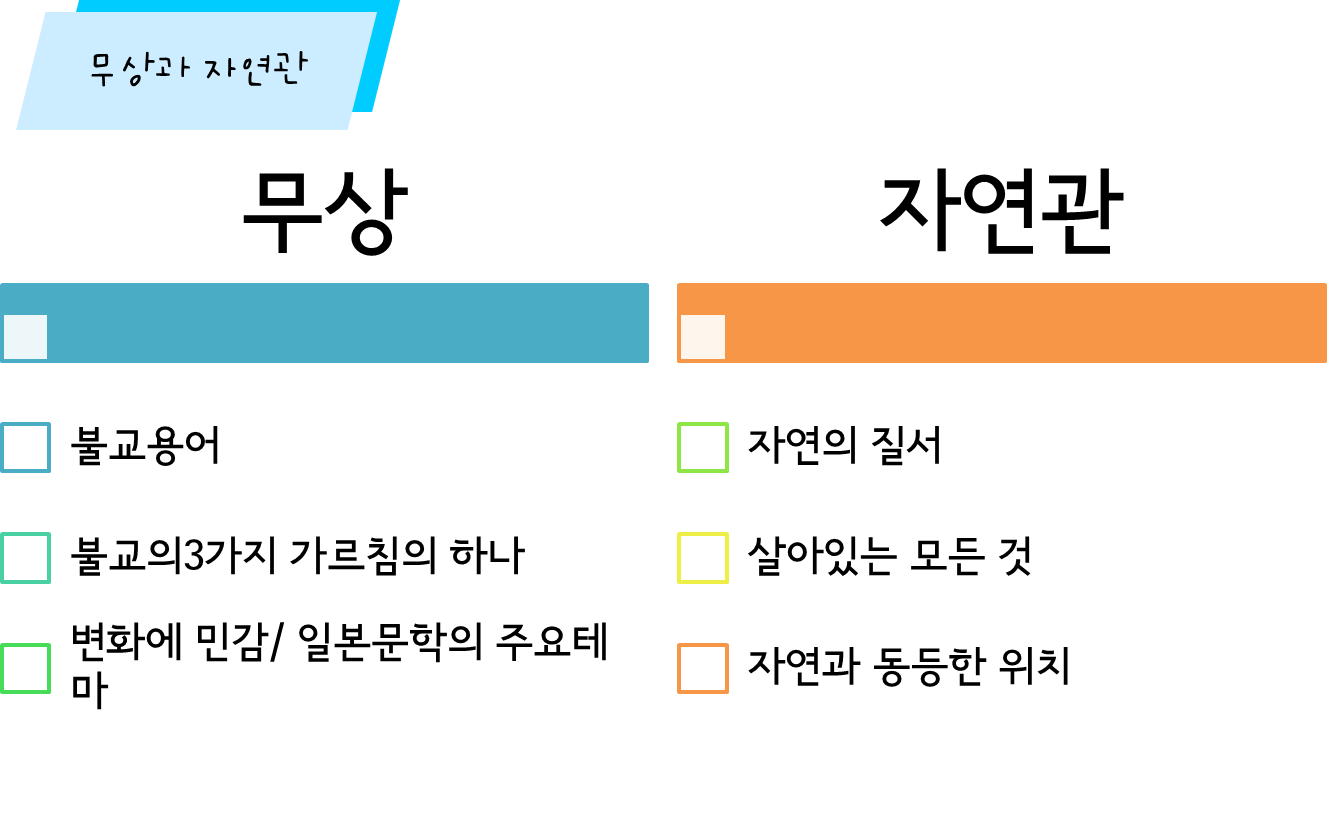 무상과 자연관
무상
불교용어
불교의3가지 가르침의 하나
변화에 민감/ 일본문학의 주요테
마
자연관
자연의 질서
살아있는 모든 것
자연과 동등한 위치